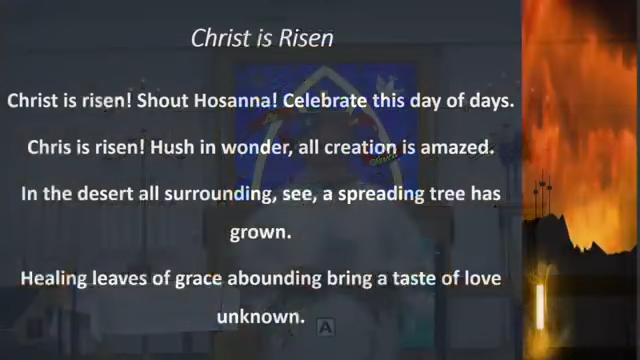 Christ is Risen
Christ is risen! Shout Hosanna! Celebrate this day of days.
Chris is risen! Hush in wonder, all creation is amazed.
In the desert all surrounding, see, a spreading tree has
grown.
Healing leaves of grace abounding bring a taste of love
unknown.
A